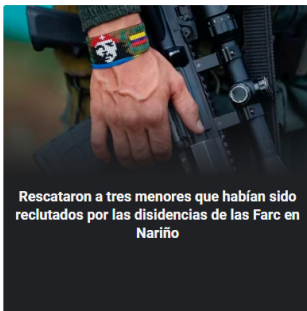 Rescataron a tres menores que habían sido
reclutados por las disidencias de las Farc en
Nariño